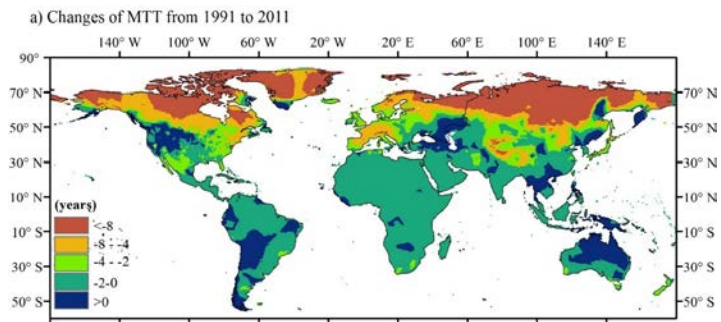 a) Changes of MTT from 1991 to 2011
140° W 100° W 60° W 20° W 20° E 60° E 100° E 140° E
90°
70° N 70° N
50° N 50° N
30° N 30° N
10° N 10° N
10° S 10° S
30° S 30° S
50° S 50° S
(years)
<-8
-8 - -4
-4 - -2
-2-0
>0